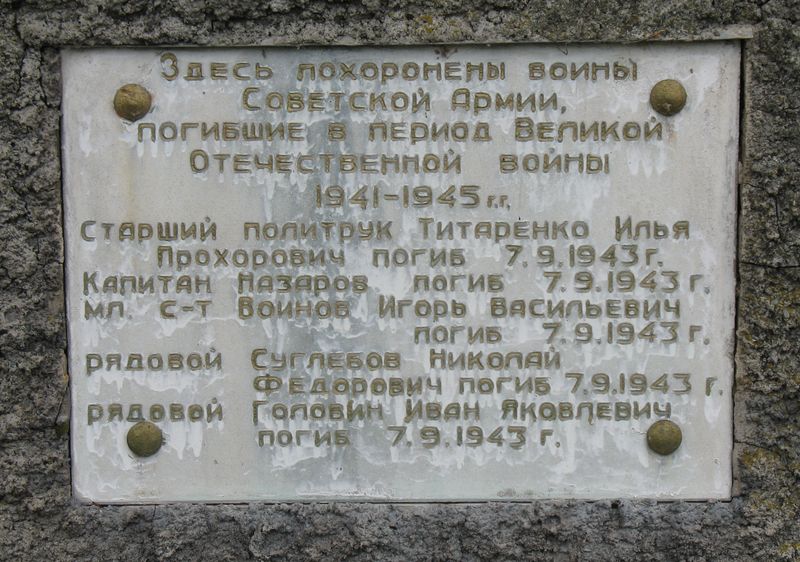 Здесь похоронены воины
Советской Армии,
погибшие в период Великой
Отечественной войны
1941-1945 г.г.
старший политрук Титаренко Илья
Прохорович погиб 7.9.1943 г.
Капитан Назаров погиб 7.9.1943 г.
мл. с-т Воинов Игорь Васильевич
погиб 7.9.1943 г.
рядовой Суглебов Николай
Федорович погиб 7.9.1943 г.
рядовой Головин Иван Яковлевич
погиб 7.9.1943 г.